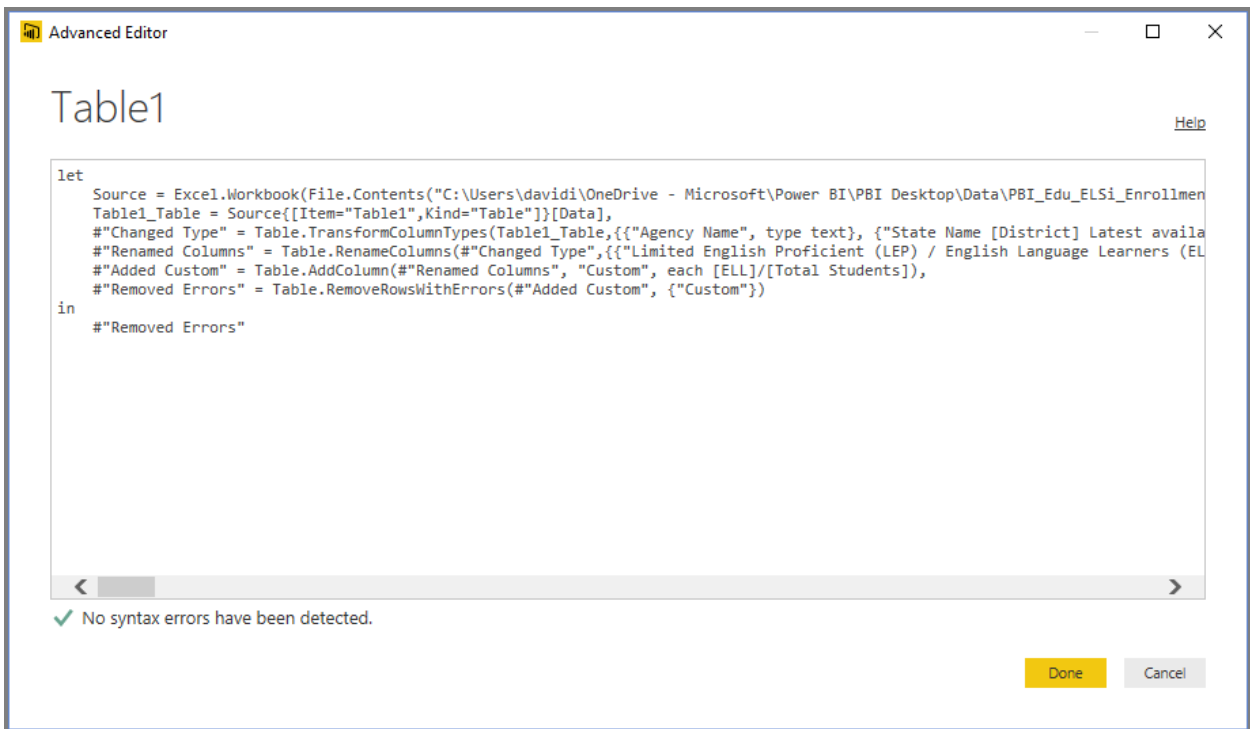 Advanced Editor
Table1
Help
let
    Source = Excel.Workbook(File.Contents("C:\Users\davidi\OneDrive - Microsoft\Power BI\PBI Desktop\Data\PBI_Edu_ELSi_Enrollmen
    Table1_Table = Source{[Item="Table1",Kind="Table"]}[Data],
    #"Changed Type" = Table.TransformColumnTypes(Table1_Table,{{"Agency Name", type text}, {"State Name [District] Latest availa
    #"Renamed Columns" = Table.RenameColumns(#"Changed Type",{{"Limited English Proficient (LEP) / English Language Learners (EL
    #"Added Custom" = Table.AddColumn(#"Renamed Columns", "Custom", each [ELL]/[Total Students]),
    #"Removed Errors" = Table.RemoveRowsWithErrors(#"Added Custom", {"Custom"})
in
    #"Removed Errors"
No syntax errors have been detected.
Done Cancel